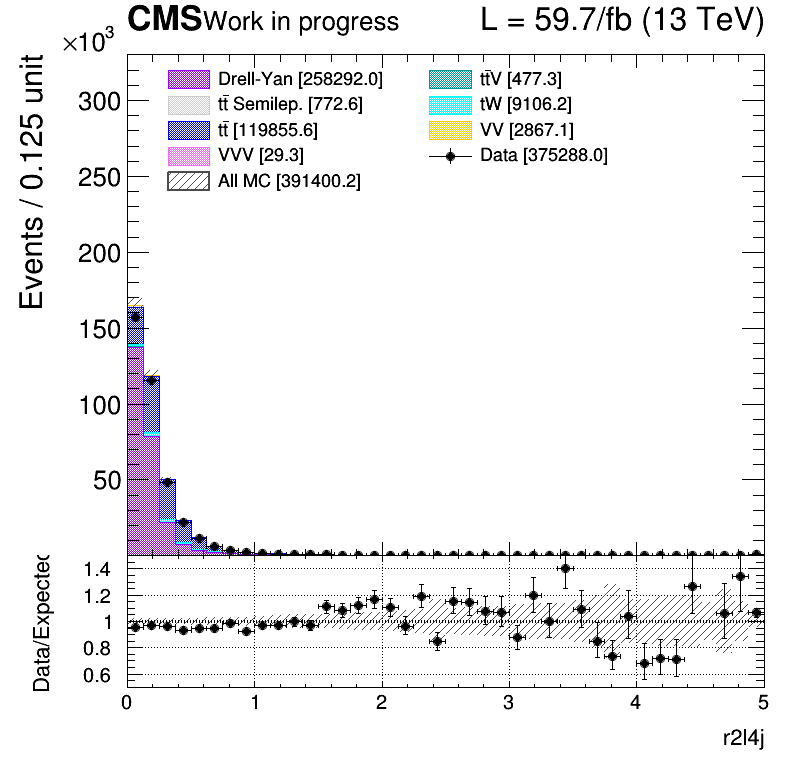 CMS Work in progress L = 59.7/fb (13 TeV)
×10³
Events / 0.125 unit
300
250
200
150
100
50
Drell-Yan [258292.0]
tt̄ Semilep. [772.6]
tt̄ [119855.6]
VVV [29.3]
All MC [391400.2]
tt̄V [477.3]
tW [9106.2]
VV [2867.1]
Data [375288.0]
Data/Expected
1.4
1.2
1
0.8
0.6
0 1 2 3 4 5
r2l4j